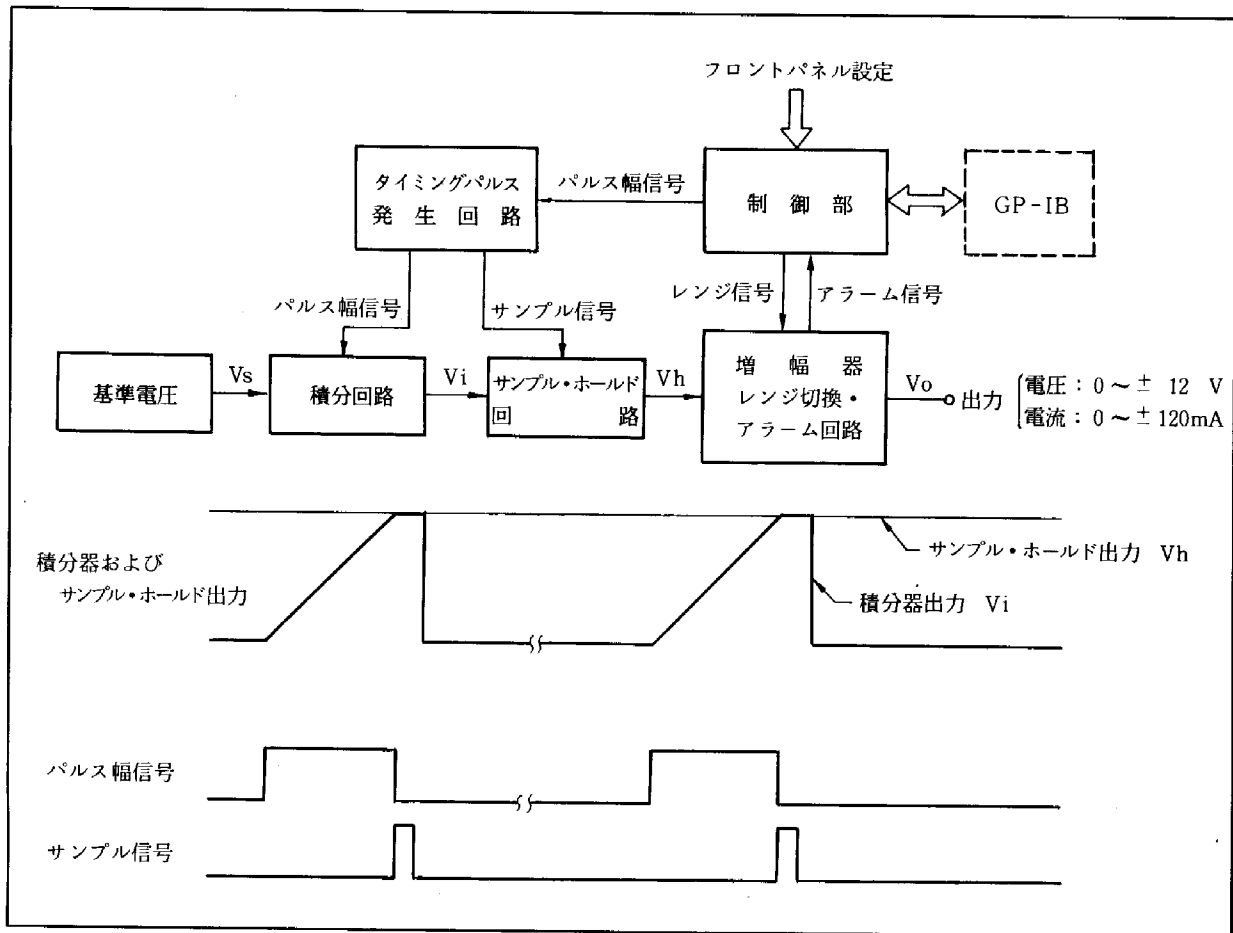 フロントパネル設定
タイミングパルス
発生回路
パルス幅信号
制御部
GP-IB
パルス幅信号
サンプル信号
レンジ信号
アラーム信号
基準電圧
Vs
積分回路
Vi
サンプル・ホールド
回路
Vh
増幅器
レンジ切換・
アラーム回路
Vo
出力
電圧：0～± 12 V
電流：0～±120mA
積分器および
サンプル・ホールド出力
サンプル・ホールド出力 Vh
積分器出力 Vi
パルス幅信号
サンプル信号